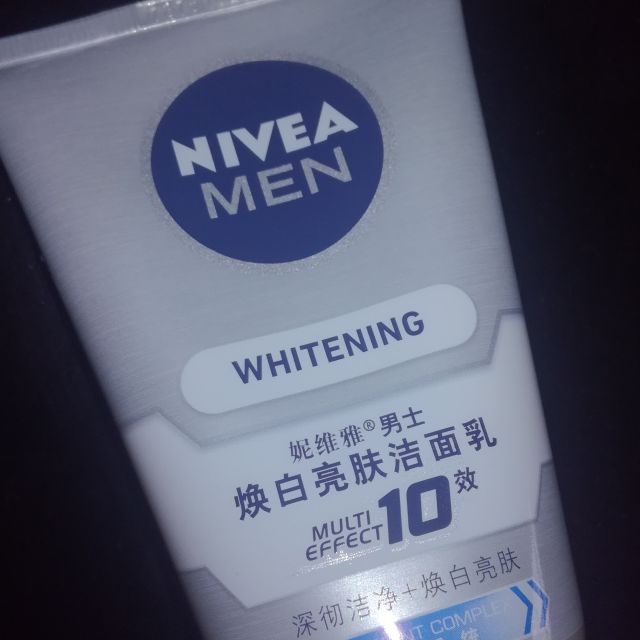 NIVEA
MEN
WHITENING
妮维雅®男士
焕白亮肤洁面乳
MULTI EFFECT 10效
深彻洁净+焕白亮肤
COMPLEX